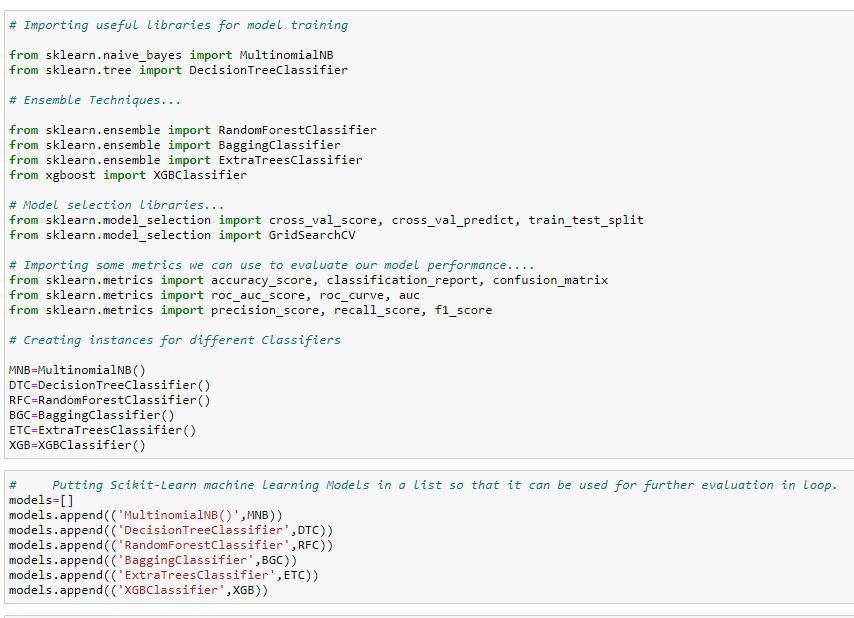 # Importing useful libraries for model training
from sklearn.naive_bayes import MultinomialNB
from sklearn.tree import DecisionTreeClassifier
# Ensemble Techniques...
from sklearn.ensemble import RandomForestClassifier
from sklearn.ensemble import BaggingClassifier
from sklearn.ensemble import ExtraTreesClassifier
from xgboost import XGBClassifier
# Model selection libraries...
from sklearn.model_selection import cross_val_score, cross_val_predict, train_test_split
from sklearn.model_selection import GridSearchCV
# Importing some metrics we can use to evaluate our model performance....
from sklearn.metrics import accuracy_score, classification_report, confusion_matrix
from sklearn.metrics import roc_auc_score, roc_curve, auc
from sklearn.metrics import precision_score, recall_score, f1_score
# Creating instances for different Classifiers
MNB=MultinomialNB()
DTC=DecisionTreeClassifier()
RFC=RandomForestClassifier()
BGC=BaggingClassifier()
ETC=ExtraTreesClassifier()
XGB=XGBClassifier()
#     Putting Scikit-Learn machine learning Models in a list so that it can be used for further evaluation in loop.
models=[]
models.append(('MultinomialNB()',MNB))
models.append(('DecisionTreeClassifier',DTC))
models.append(('RandomForestClassifier',RFC))
models.append(('BaggingClassifier',BGC))
models.append(('ExtraTreesClassifier',ETC))
models.append(('XGBClassifier',XGB))